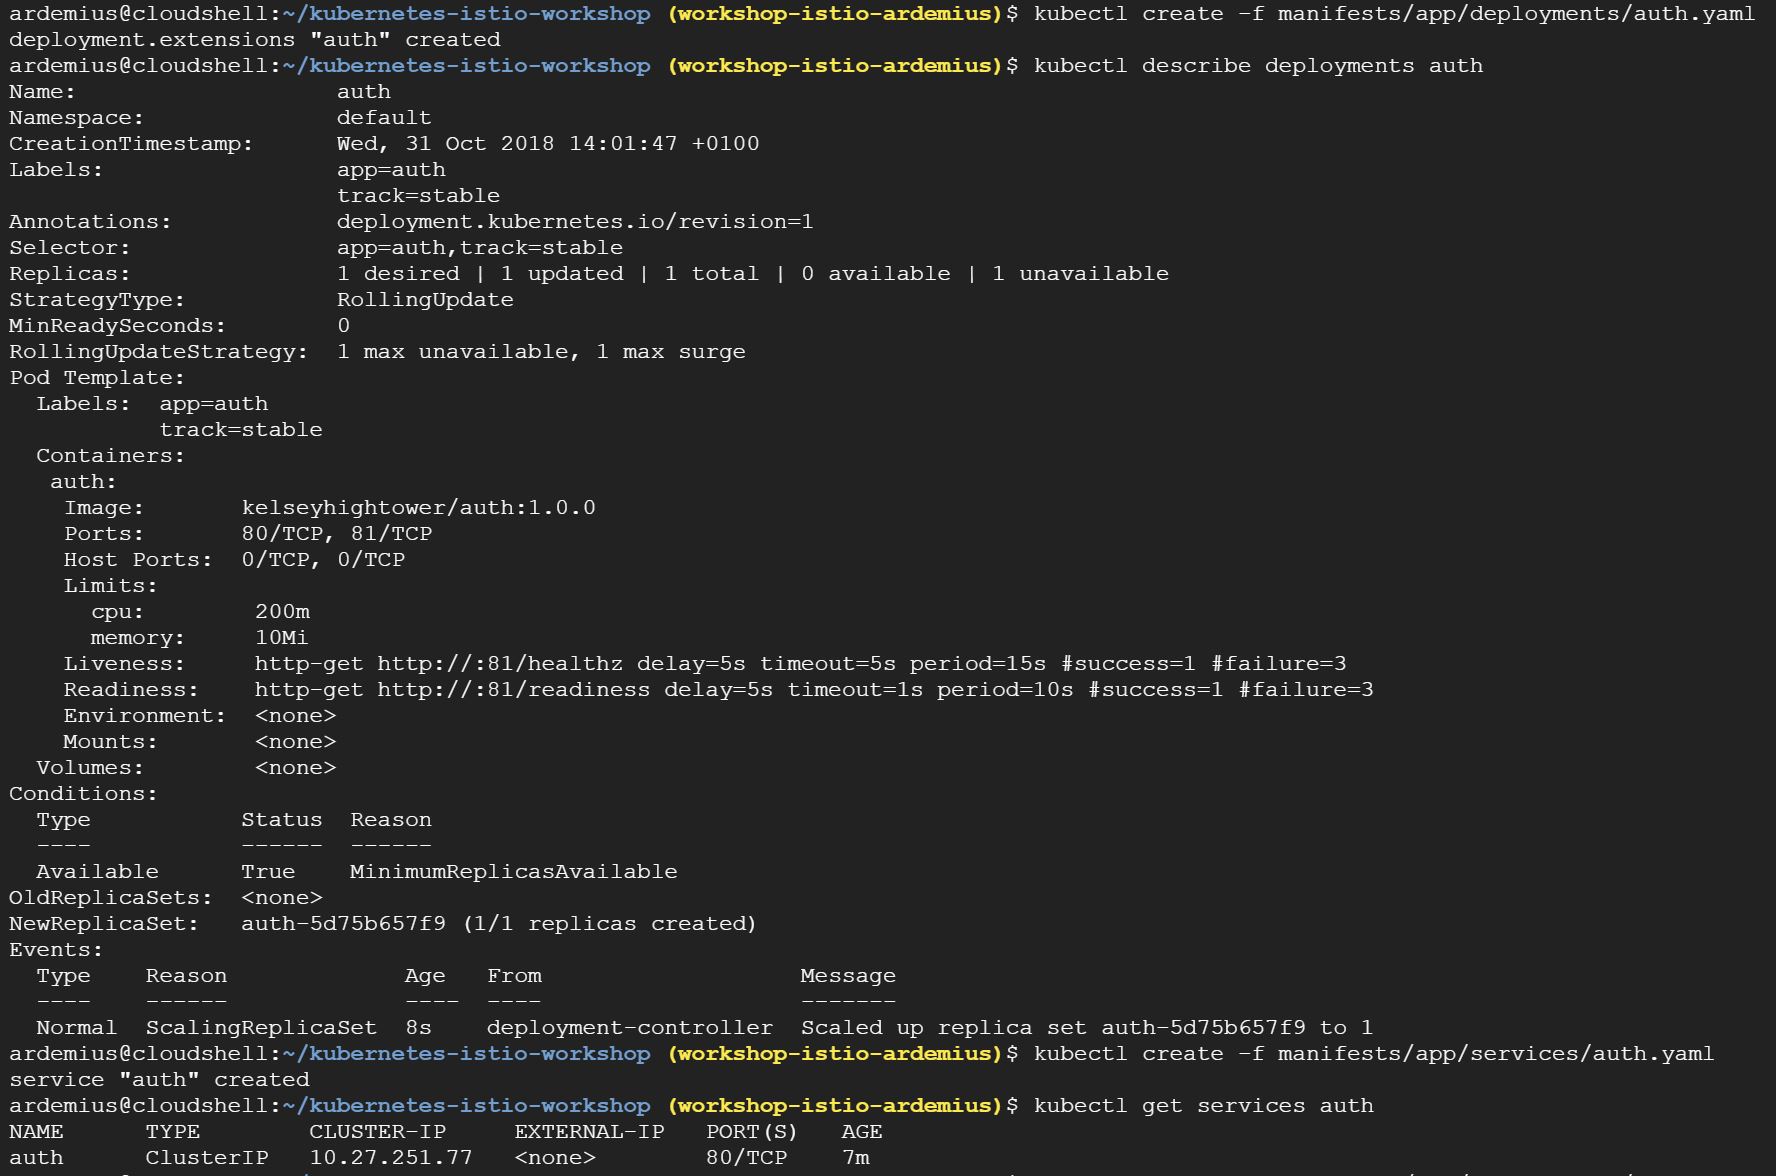 ardemius@cloudshell:~/kubernetes-istio-workshop (workshop-istio-ardemius)$ kubectl create -f manifests/app/deployments/auth.yaml
deployment.extensions "auth" created
ardemius@cloudshell:~/kubernetes-istio-workshop (workshop-istio-ardemius)$ kubectl describe deployments auth
Name:                   auth
Namespace:              default
CreationTimestamp:      Wed, 31 Oct 2018 14:01:47 +0100
Labels:                 app=auth
                        track=stable
Annotations:            deployment.kubernetes.io/revision=1
Selector:               app=auth,track=stable
Replicas:               1 desired | 1 updated | 1 total | 0 available | 1 unavailable
StrategyType:           RollingUpdate
MinReadySeconds:        0
RollingUpdateStrategy:  1 max unavailable, 1 max surge
Pod Template:
  Labels:  app=auth
           track=stable
  Containers:
   auth:
    Image:       kelseyhightower/auth:1.0.0
    Ports:       80/TCP, 81/TCP
    Host Ports:  0/TCP, 0/TCP
    Limits:
      cpu:        200m
      memory:     10Mi
    Liveness:     http-get http://:81/healthz delay=5s timeout=5s period=15s #success=1 #failure=3
    Readiness:    http-get http://:81/readiness delay=5s timeout=1s period=10s #success=1 #failure=3
    Environment:  <none>
    Mounts:       <none>
  Volumes:        <none>
Conditions:
  Type           Status  Reason
  ----           ------  ------
  Available      True    MinimumReplicasAvailable
OldReplicaSets:  <none>
NewReplicaSet:   auth-5d75b657f9 (1/1 replicas created)
Events:
  Type    Reason             Age   From                   Message
  ----    ------             ----  ----                   -------
  Normal  ScalingReplicaSet  8s    deployment-controller  Scaled up replica set auth-5d75b657f9 to 1
ardemius@cloudshell:~/kubernetes-istio-workshop (workshop-istio-ardemius)$ kubectl create -f manifests/app/services/auth.yaml
service "auth" created
ardemius@cloudshell:~/kubernetes-istio-workshop (workshop-istio-ardemius)$ kubectl get services auth
NAME      TYPE        CLUSTER-IP     EXTERNAL-IP   PORT(S)   AGE
auth      ClusterIP   10.27.251.77   <none>        80/TCP    7m